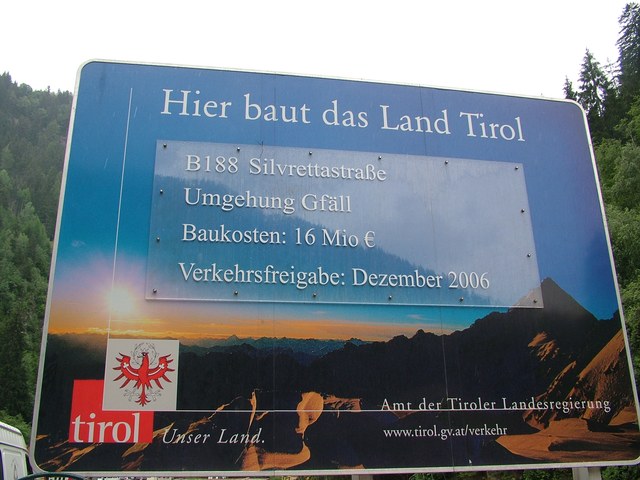 Hier baut das Land Tirol
B188 Silvrettastraße
Umgehung Gfäll
Baukosten: 16 Mio €
Verkehrsfreigabe: Dezember 2006
Amt der Tiroler Landesregierung
tirol Unser Land.
www.tirol.gv.at/verkehr